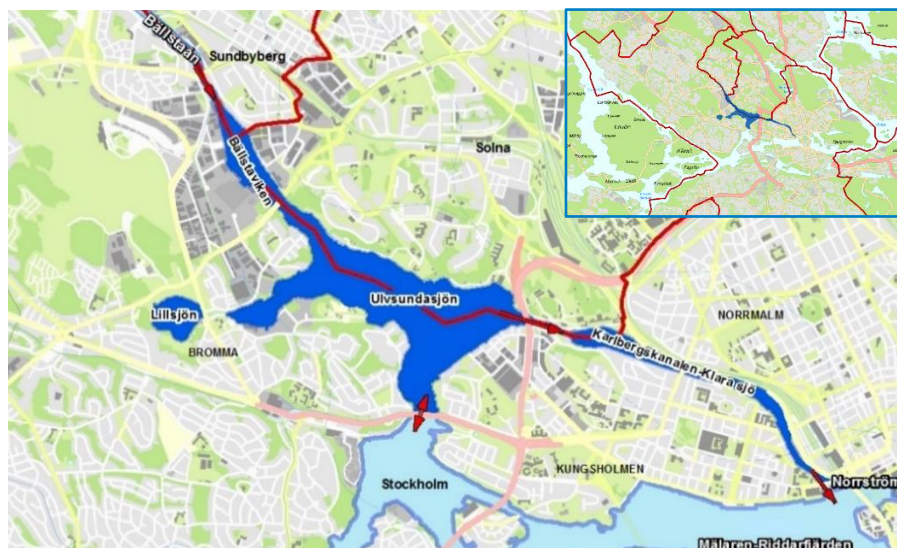 Bällstaån
Sundbyberg
Solna
Bällstaviken
Ulvsundasjön
Lillsjön
BROMMA
Karlbergskanalen-Klara sjö
NORRMALM
KUNGSHOLMEN
Stockholm
Norrström
Mälaren-Riddarfjärden